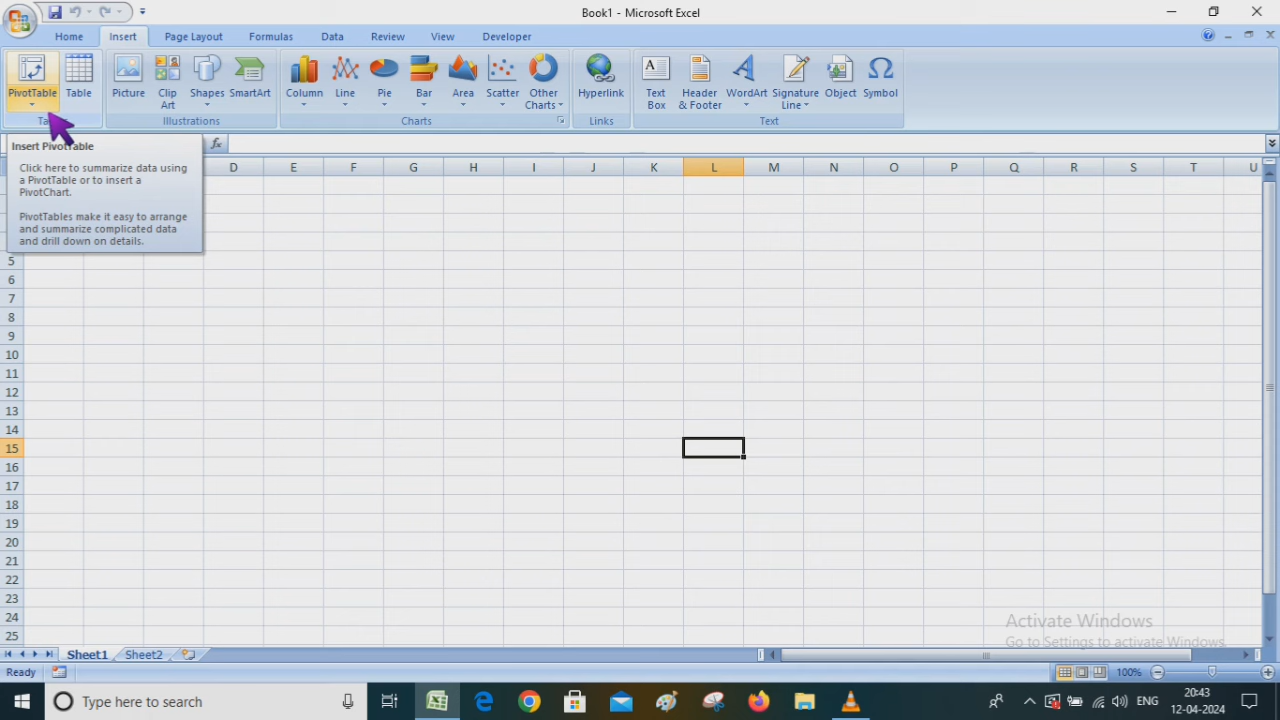 Book1 - Microsoft Excel
Home Insert Page Layout Formulas Data Review View Developer
PivotTable Table Picture Clip Art Shapes SmartArt Column Line Pie Bar Area Scatter Other Charts Hyperlink Text Box Header & Footer WordArt Signature Line Object Symbol
Illustrations Charts Links Text
fx
Insert PivotTable
Click here to summarize data using
a PivotTable or to insert a
PivotChart.
PivotTables make it easy to arrange
and summarize complicated data
and drill down on details.
D E F G H I J K L M N O P Q R S T U
5
6
7
8
9
10
11
12
13
14
15
16
17
18
19
20
21
22
23
24
25
Activate Windows
Go to Settings to activate Windows.
Sheet1 Sheet2
Ready 100%
Type here to search
ENG
20:43
12-04-2024